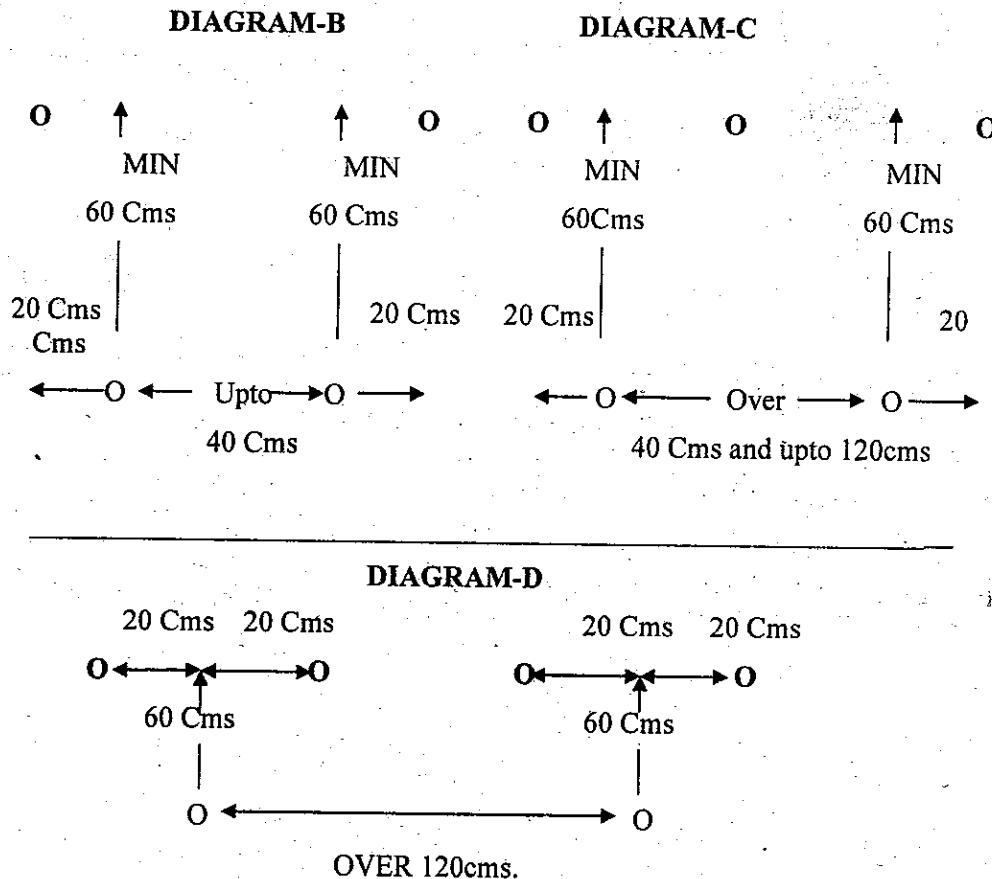 DIAGRAM-B DIAGRAM-C
O O O O O
MIN MIN MIN MIN
60 Cms 60 Cms 60Cms 60 Cms
20 Cms 20 Cms 20 Cms 20
Cms
O Upto O O Over O
40 Cms 40 Cms and upto 120cms
DIAGRAM-D
20 Cms 20 Cms 20 Cms 20 Cms
O O O O
60 Cms 60 Cms
O O
OVER 120cms.